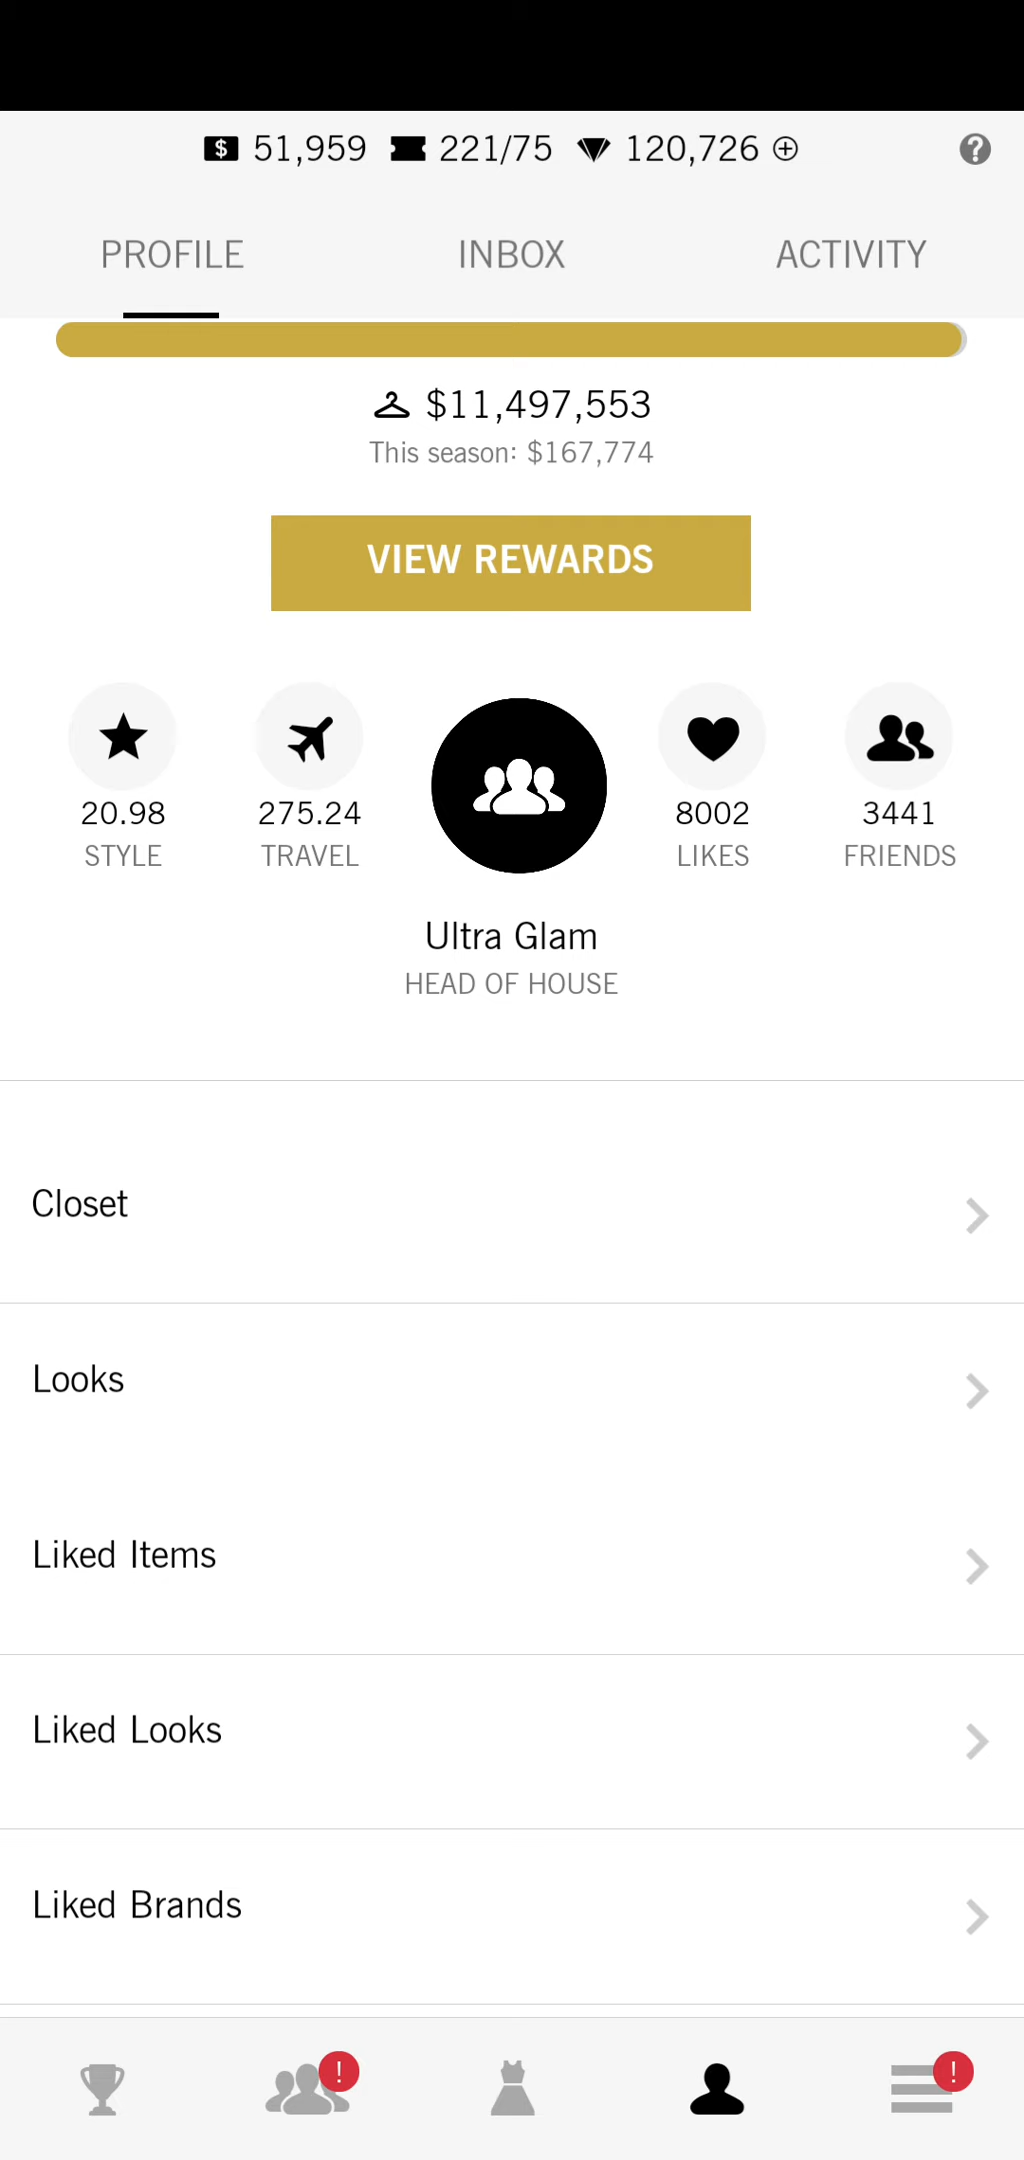 $ 51,959 221/75 120,726 ?
PROFILE INBOX ACTIVITY
$11,497,553
This season: $167,774
VIEW REWARDS
20.98 275.24 8002 3441
STYLE TRAVEL LIKES FRIENDS
Ultra Glam
HEAD OF HOUSE
Closet
Looks
Liked Items
Liked Looks
Liked Brands
! !